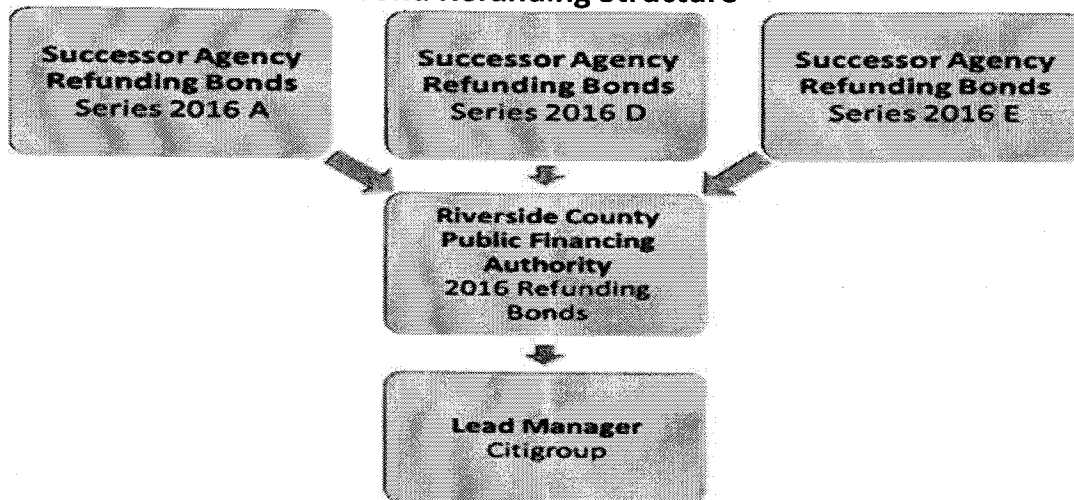 Refunding Structure
Successor Agency
Refunding Bonds
Series 2016 A
Successor Agency
Refunding Bonds
Series 2016 D
Successor Agency
Refunding Bonds
Series 2016 E
Riverside County
Public Financing
Authority
2016 Refunding
Bonds
Lead Manager
Citigroup